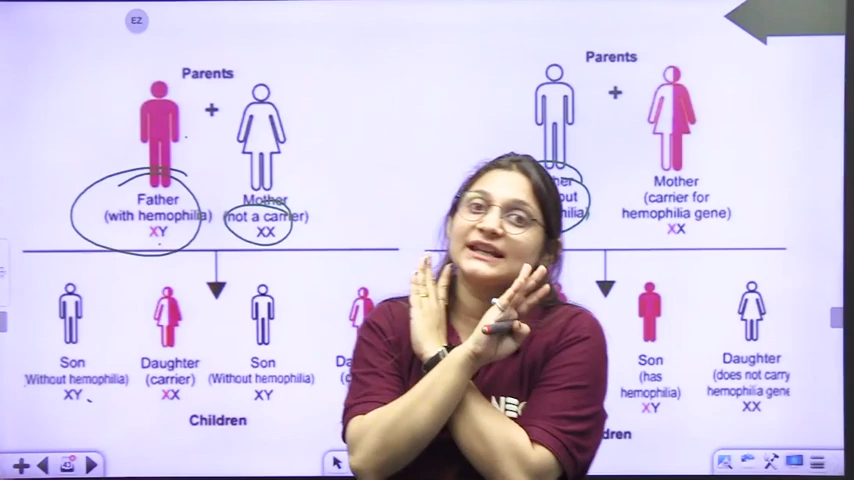 EZ
Parents
+
Father
(with hemophilia)
XY
Mother
(not a carrier)
XX
Son
(Without hemophilia)
XY
Daughter
(carrier)
XX
Son
(Without hemophilia)
XY
Children
Parents
+
Mother
(carrier for
hemophilia gene)
XX
Son
(has
hemophilia)
XY
Daughter
(does not carry
hemophilia gene
XX